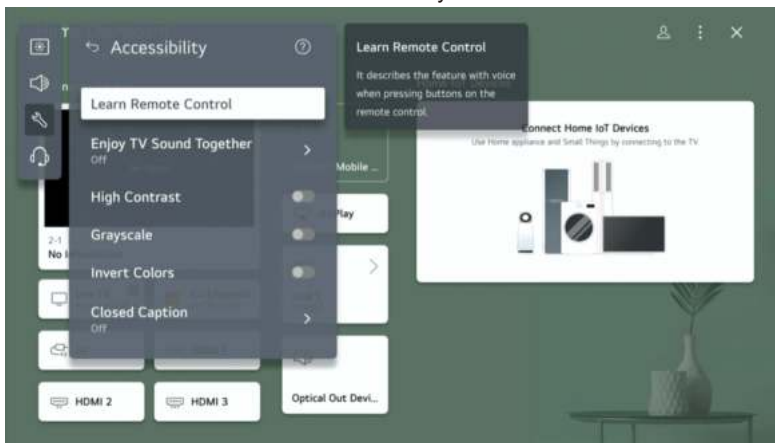 Accessibility
Learn Remote Control
Enjoy TV Sound Together
Off
High Contrast
Grayscale
Invert Colors
Closed Caption
Off
Learn Remote Control
It describes the feature with voice
when pressing buttons on the
remote control.
Connect Home IoT Devices
Use Home appliance and Small Things by connecting to the TV.
Mobile ...
Play
2-1
No I
HDMI 2
HDMI 3
Optical Out Devi...